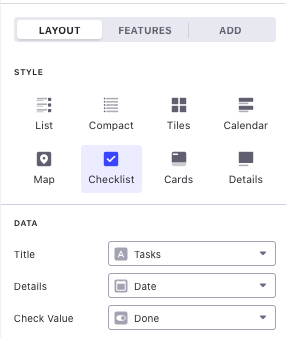 LAYOUT FEATURES ADD
STYLE
List Compact Tiles Calendar
Map Checklist Cards Details
DATA
Title A Tasks
Details Date
Check Value Done